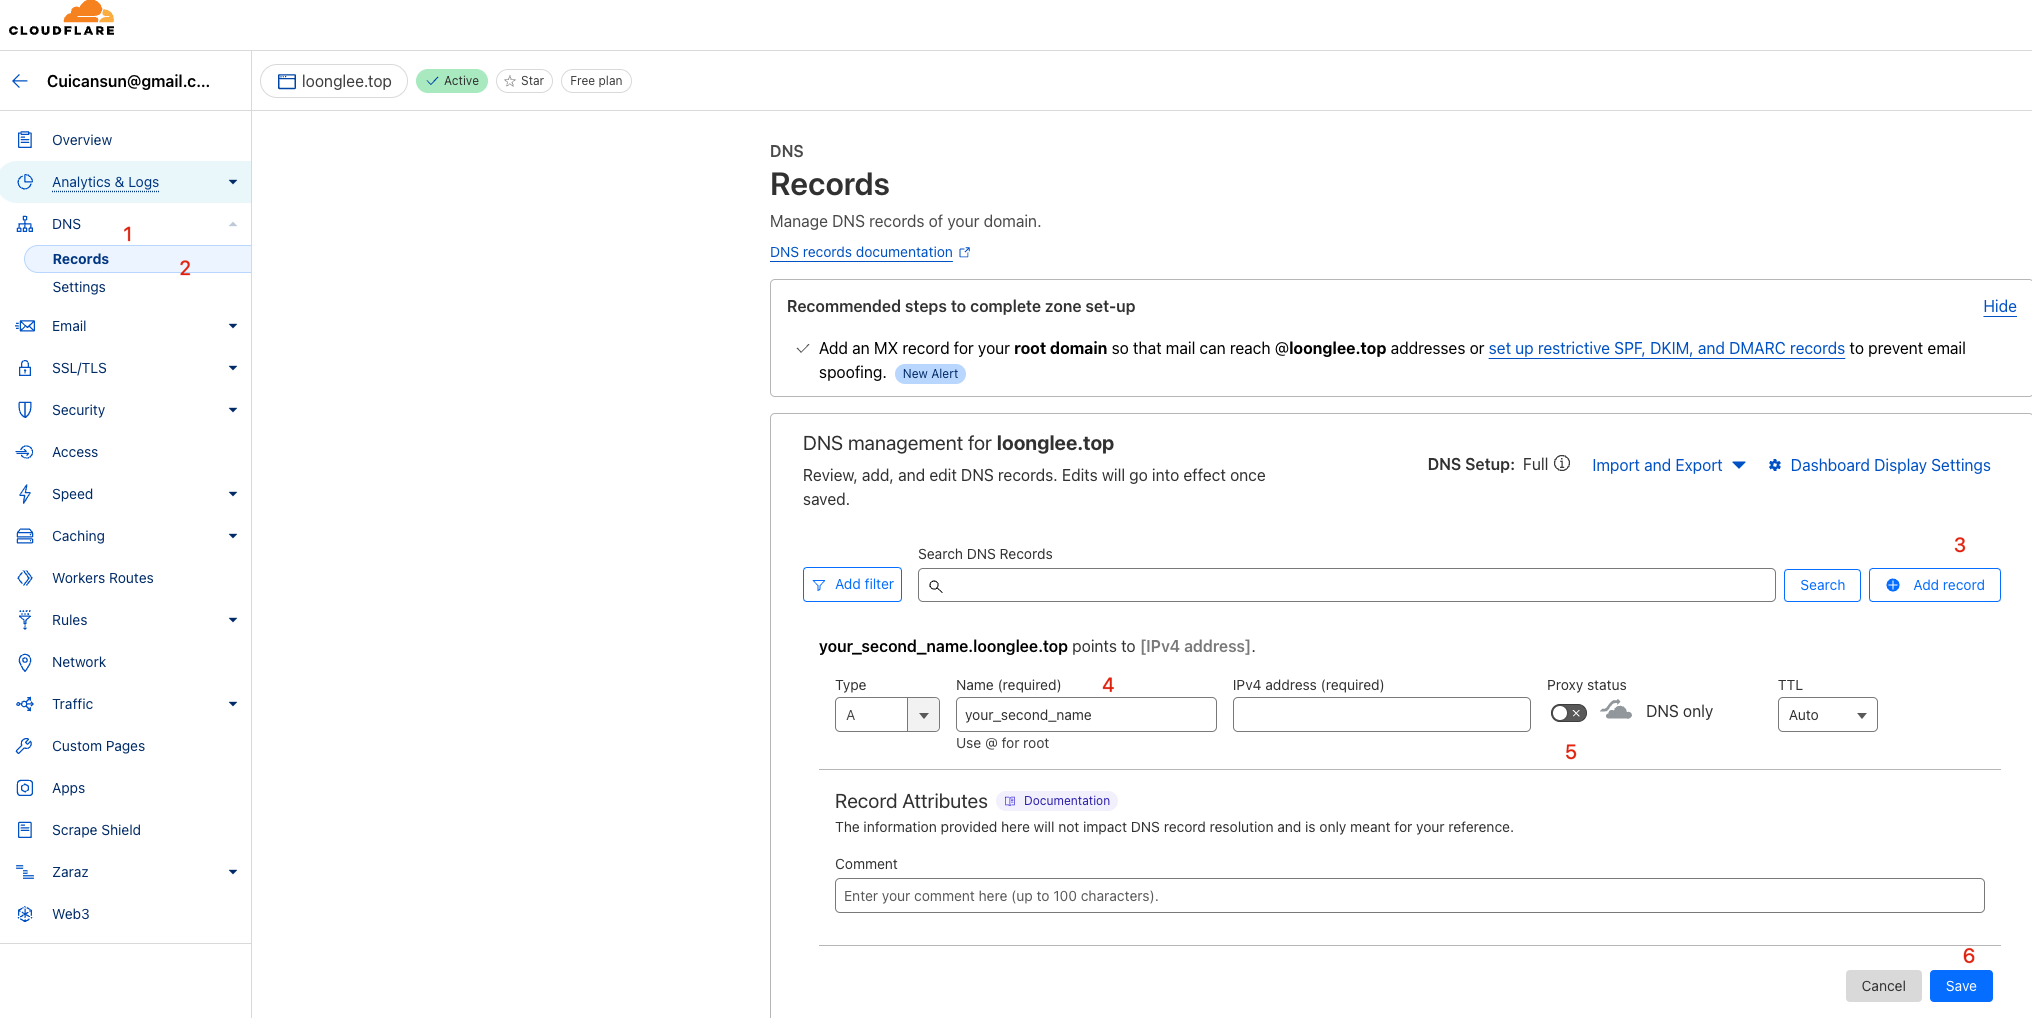 CLOUDFLARE
Cuicansun@gmail.c...
loonglee.top
Active
Star
Free plan
Overview
Analytics & Logs
DNS
1
Records
2
Settings
Email
SSL/TLS
Security
Access
Speed
Caching
Workers Routes
Rules
Network
Traffic
Custom Pages
Apps
Scrape Shield
Zaraz
Web3
DNS
Records
Manage DNS records of your domain.
DNS records documentation
Recommended steps to complete zone set-up
Hide
Add an MX record for your root domain so that mail can reach @loonglee.top addresses or set up restrictive SPF, DKIM, and DMARC records to prevent email
spoofing. New Alert
DNS management for loonglee.top
Review, add, and edit DNS records. Edits will go into effect once
saved.
DNS Setup: Full
Import and Export
Dashboard Display Settings
3
Search DNS Records
Add filter
Search
Add record
your_second_name.loonglee.top points to [IPv4 address].
Type
Name (required)
4
IPv4 address (required)
Proxy status
TTL
A
your_second_name
DNS only
Auto
Use @ for root
5
Record Attributes
Documentation
The information provided here will not impact DNS record resolution and is only meant for your reference.
Comment
Enter your comment here (up to 100 characters).
6
Cancel
Save